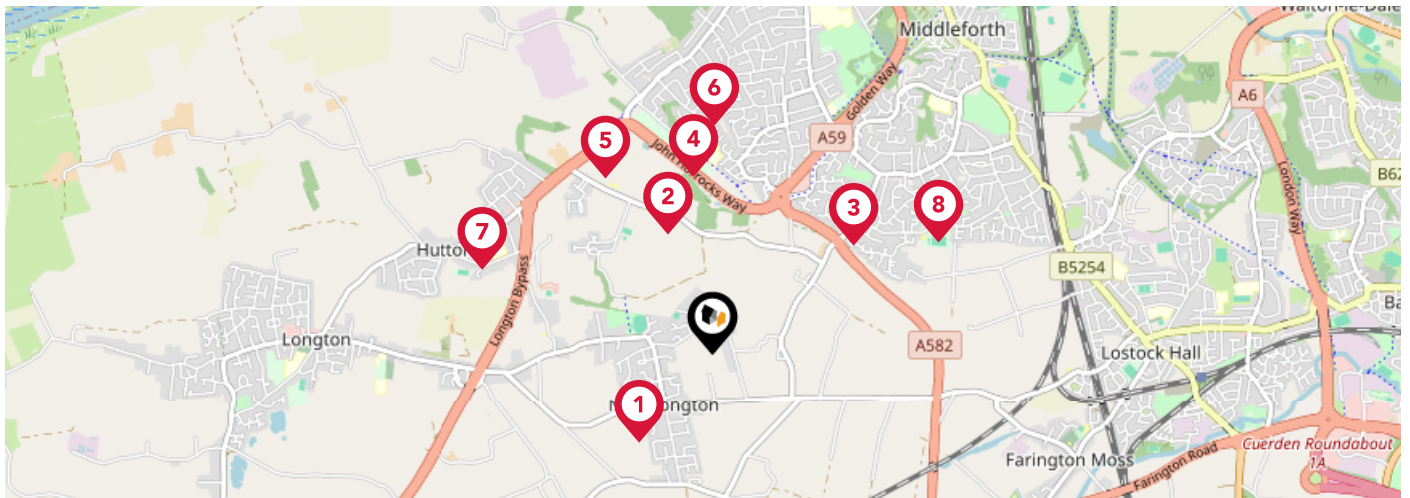 Walton-le-Dale
Middleforth
A6
6
Golden Way
A59
5
4
John Horrocks Way
London Way
B62
2
3
8
7
Hutton
B5254
Longton Bypass
Ba
Longton
A582
Lostock Hall
1
New Longton
Farington Moss
Farington Road
Cuerden Roundabout
1A